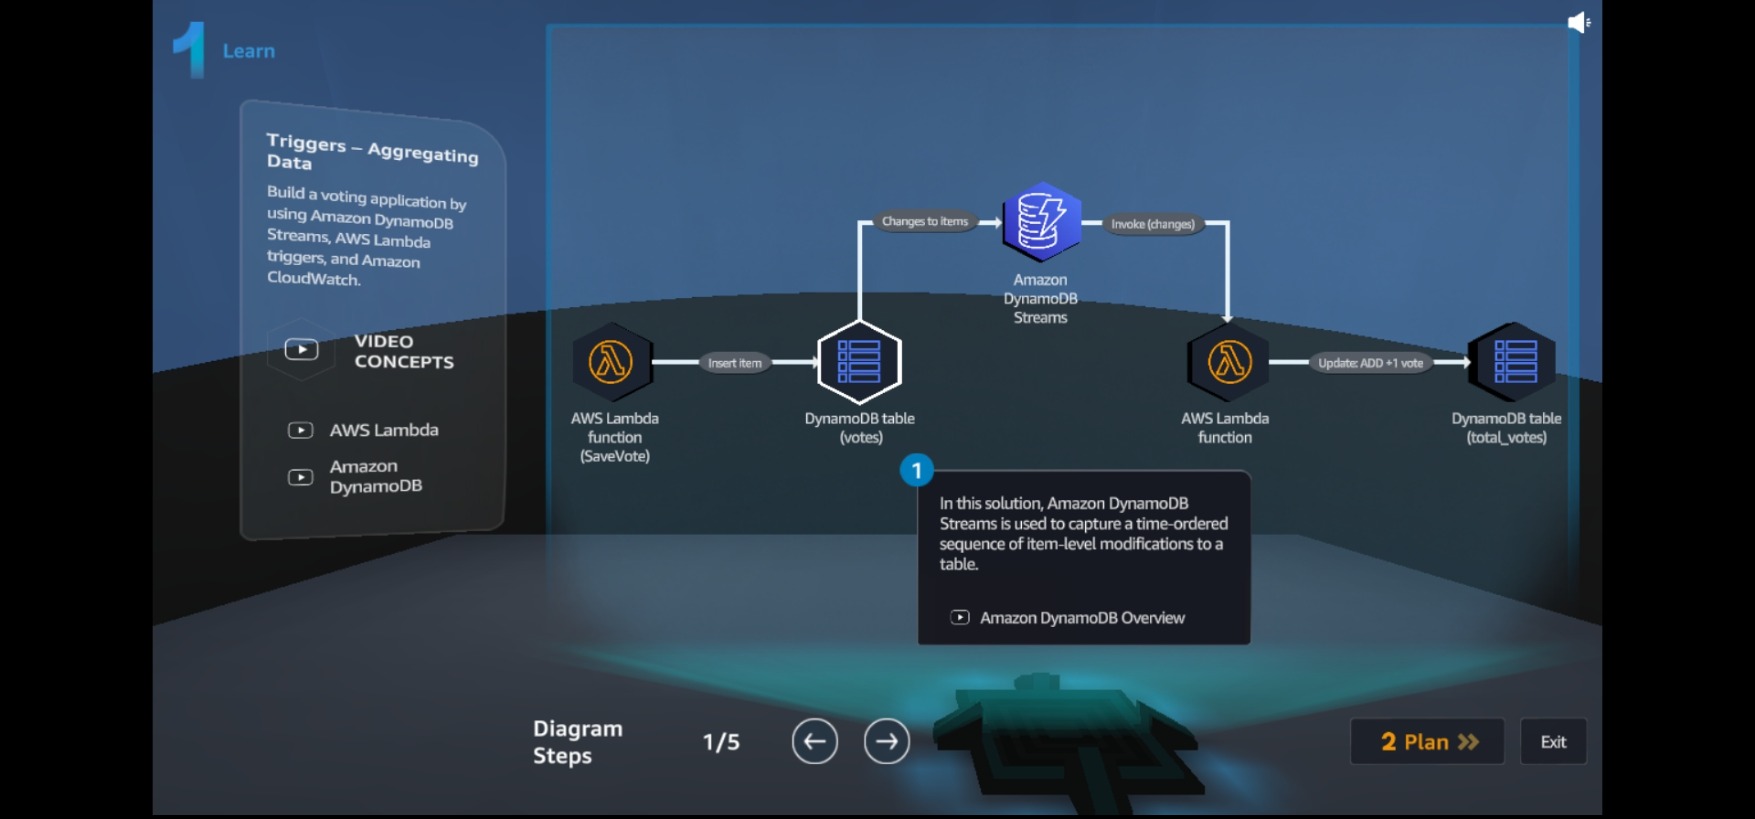 1 Learn
Triggers – Aggregating
Data
Build a voting application by
using Amazon DynamoDB
Streams, AWS Lambda
triggers, and Amazon
CloudWatch.
VIDEO
CONCEPTS
AWS Lambda
Amazon
DynamoDB
Changes to items
Invoke (changes)
Amazon
DynamoDB
Streams
Insert item
Update: ADD +1 vote
AWS Lambda
function
(SaveVote)
DynamoDB table
(votes)
AWS Lambda
function
DynamoDB table
(total_votes)
1
In this solution, Amazon DynamoDB
Streams is used to capture a time-ordered
sequence of item-level modifications to a
table.
Amazon DynamoDB Overview
Diagram
Steps
1/5
2 Plan
Exit